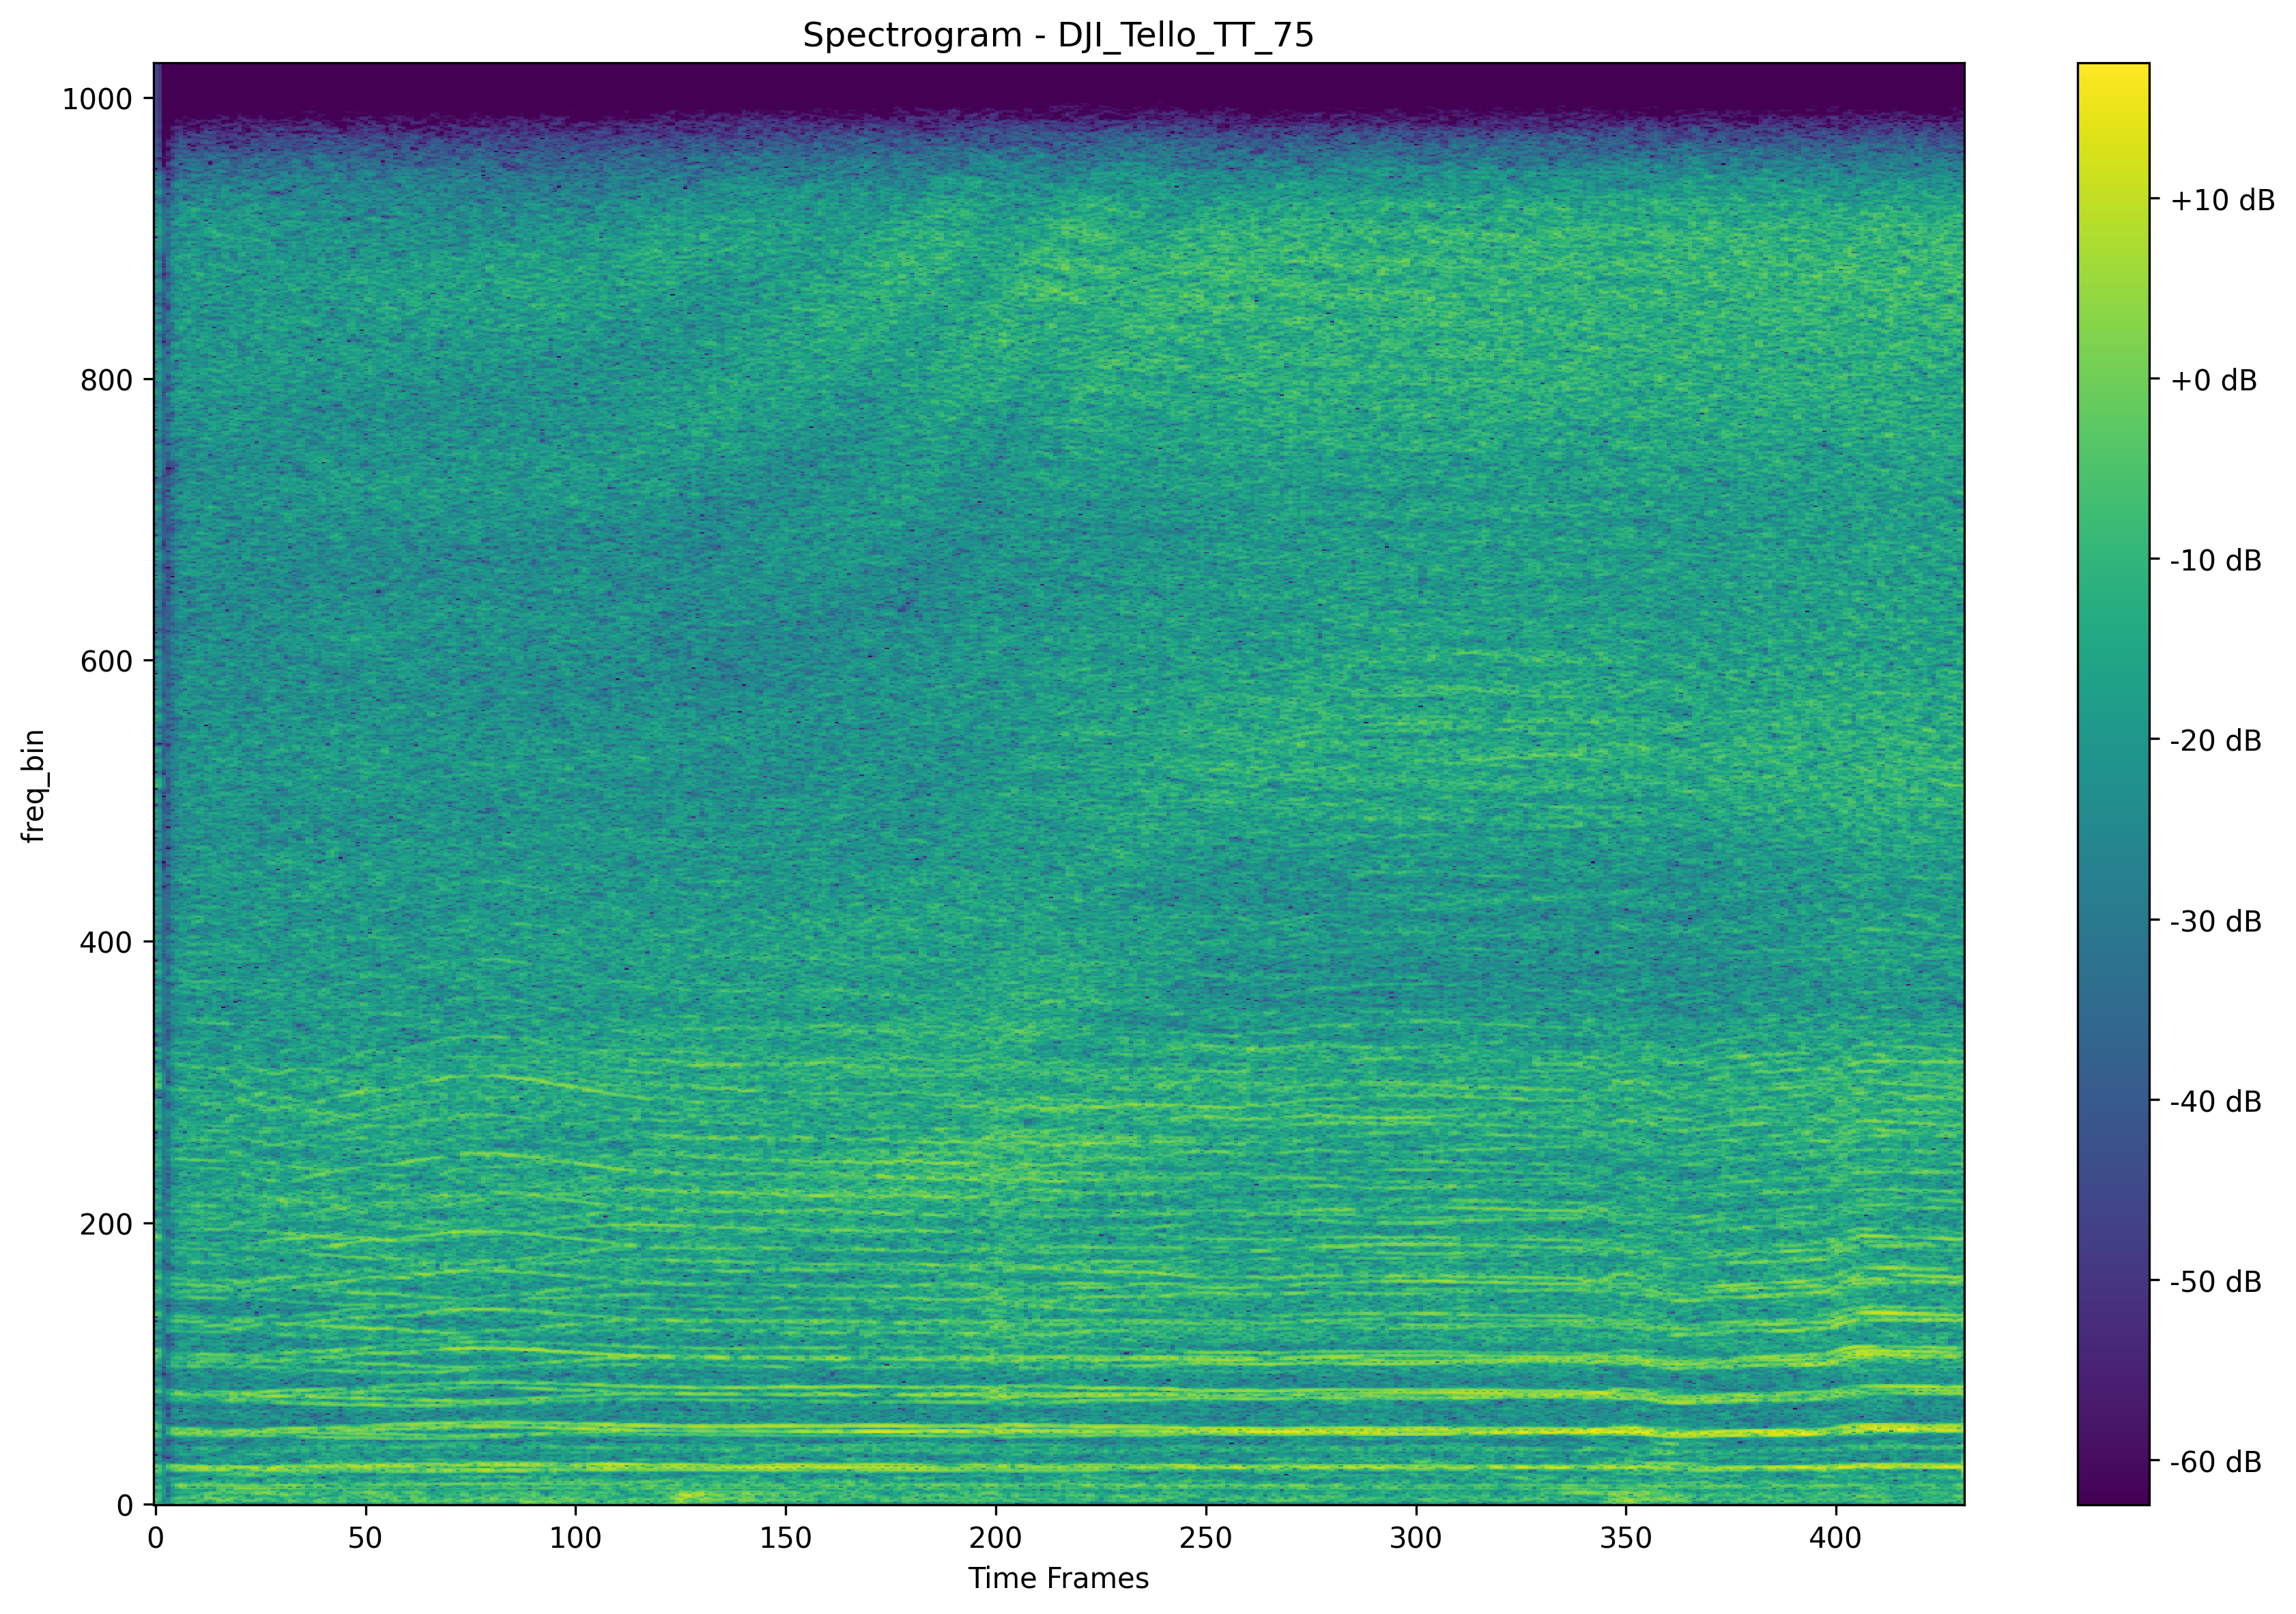 Spectrogram - DJI_Tello_TT_75
1000
800
600
400
200
0
freq_bin
0 50 100 150 200 250 300 350 400
Time Frames
+10 dB
+0 dB
-10 dB
-20 dB
-30 dB
-40 dB
-50 dB
-60 dB